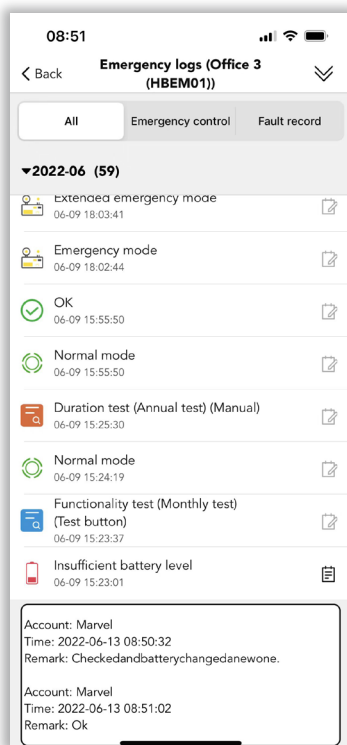 08:51
Back
Emergency logs (Office 3
(HBEM01))
All
Emergency control
Fault record
2022-06 (59)
Extended emergency mode
06-09 18:03:41
Emergency mode
06-09 18:02:44
OK
06-09 15:55:50
Normal mode
06-09 15:55:50
Duration test (Annual test) (Manual)
06-09 15:25:30
Normal mode
06-09 15:24:19
Functionality test (Monthly test)
(Test button)
06-09 15:23:37
Insufficient battery level
06-09 15:23:01
Account: Marvel
Time: 2022-06-13 08:50:32
Remark: Checkedandbatterychangedanewone.
Account: Marvel
Time: 2022-06-13 08:51:02
Remark: Ok